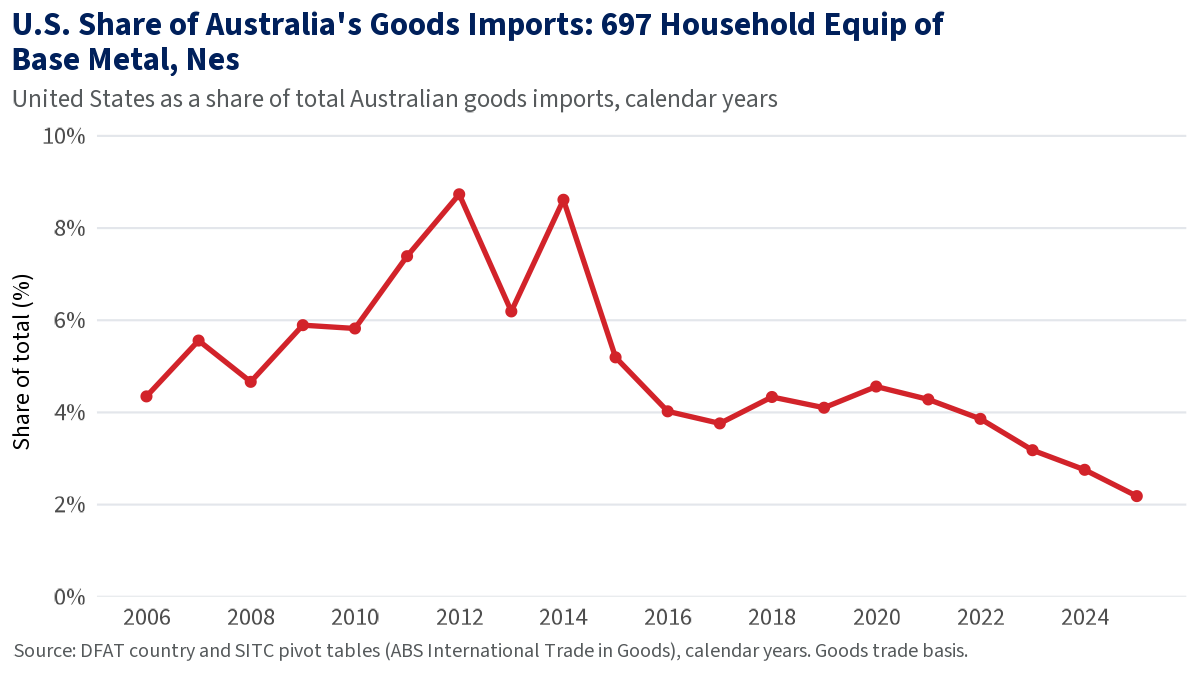 U.S. Share of Australia's Goods Imports: 697 Household Equip of
Base Metal, Nes
United States as a share of total Australian goods imports, calendar years
Share of total (%)
10%
8%
6%
4%
2%
0%
2006 2008 2010 2012 2014 2016 2018 2020 2022 2024
Source: DFAT country and SITC pivot tables (ABS International Trade in Goods), calendar years. Goods trade basis.